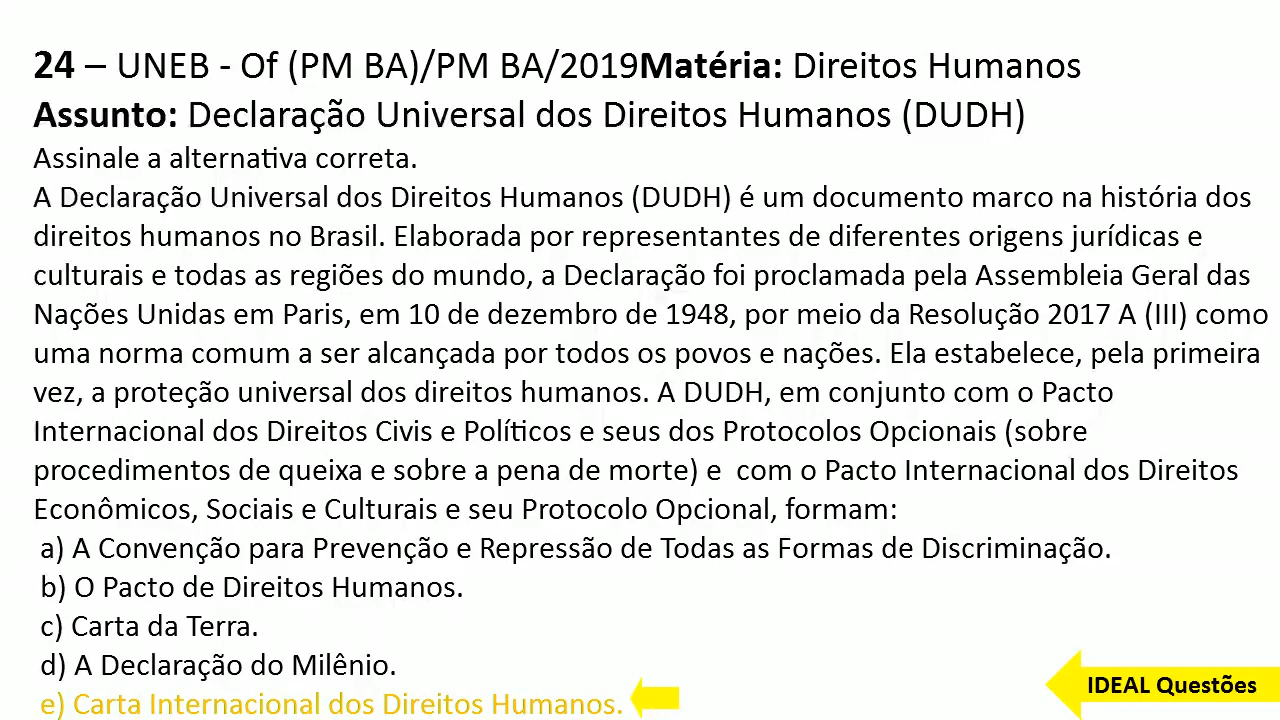 24 – UNEB - Of (PM BA)/PM BA/2019Matéria: Direitos Humanos
Assunto: Declaração Universal dos Direitos Humanos (DUDH)
Assinale a alternativa correta.
A Declaração Universal dos Direitos Humanos (DUDH) é um documento marco na história dos
direitos humanos no Brasil. Elaborada por representantes de diferentes origens jurídicas e
culturais e todas as regiões do mundo, a Declaração foi proclamada pela Assembleia Geral das
Nações Unidas em Paris, em 10 de dezembro de 1948, por meio da Resolução 2017 A (III) como
uma norma comum a ser alcançada por todos os povos e nações. Ela estabelece, pela primeira
vez, a proteção universal dos direitos humanos. A DUDH, em conjunto com o Pacto
Internacional dos Direitos Civis e Políticos e seus dos Protocolos Opcionais (sobre
procedimentos de queixa e sobre a pena de morte) e com o Pacto Internacional dos Direitos
Econômicos, Sociais e Culturais e seu Protocolo Opcional, formam:
a) A Convenção para Prevenção e Repressão de Todas as Formas de Discriminação.
b) O Pacto de Direitos Humanos.
c) Carta da Terra.
d) A Declaração do Milênio.
e) Carta Internacional dos Direitos Humanos.
IDEAL Questões